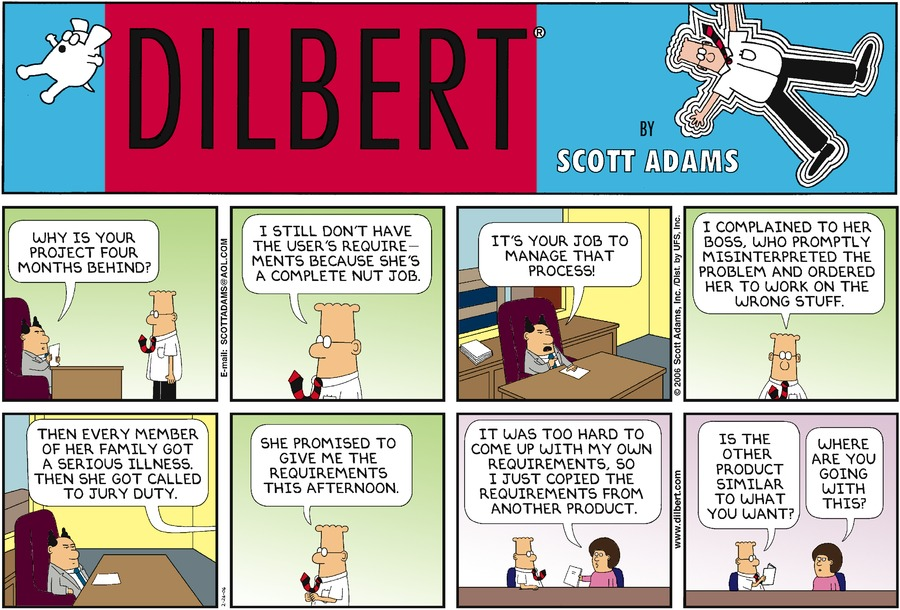 DILBERT®
BY
SCOTT ADAMS
WHY IS YOUR
PROJECT FOUR
MONTHS BEHIND?
E-mail: SCOTTADAMS@AOL.COM
I STILL DON'T HAVE
THE USER'S REQUIRE-
MENTS BECAUSE SHE'S
A COMPLETE NUT JOB.
IT'S YOUR JOB TO
MANAGE THAT
PROCESS!
© 2006 Scott Adams, Inc. /Dist. by UFS, Inc.
I COMPLAINED TO HER
BOSS, WHO PROMPTLY
MISINTERPRETED THE
PROBLEM AND ORDERED
HER TO WORK ON THE
WRONG STUFF.
THEN EVERY MEMBER
OF HER FAMILY GOT
A SERIOUS ILLNESS.
THEN SHE GOT CALLED
TO JURY DUTY.
2-26-06
SHE PROMISED TO
GIVE ME THE
REQUIREMENTS
THIS AFTERNOON.
IT WAS TOO HARD TO
COME UP WITH MY OWN
REQUIREMENTS, SO
I JUST COPIED THE
REQUIREMENTS FROM
ANOTHER PRODUCT.
www.dilbert.com
IS THE
OTHER
PRODUCT
SIMILAR
TO WHAT
YOU WANT?
WHERE
ARE YOU
GOING
WITH
THIS?